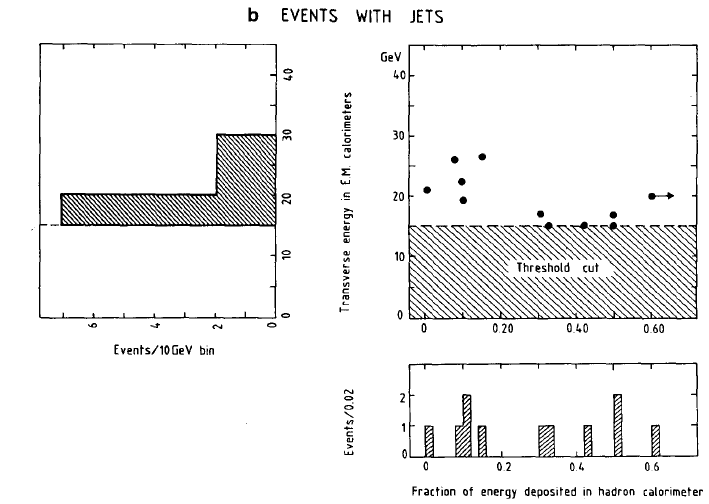 b EVENTS WITH JETS
GeV
40
30
20
10
0
Transverse energy in E.M. calorimeters
Threshold cut
0 0.20 0.40 0.60
40
30
20
10
0
6 4 2 0
Events/10GeV bin
Events/0.02
2
1
0
0 0.2 0.4 0.6
Fraction of energy deposited in hadron calorimeter